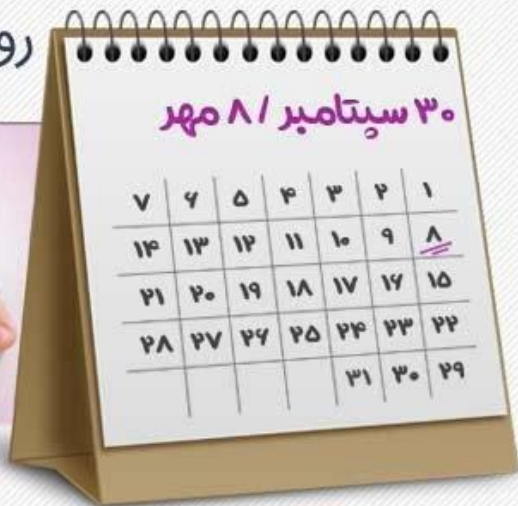 رو
۳۰ سپتامبر / ۸ مهر
۱ ۲ ۳ ۴ ۵ ۶ ۷
۸ ۹ ۱۰ ۱۱ ۱۲ ۱۳ ۱۴
۱۵ ۱۶ ۱۷ ۱۸ ۱۹ ۲۰ ۲۱
۲۲ ۲۳ ۲۴ ۲۵ ۲۶ ۲۷ ۲۸
۲۹ ۳۰ ۳۱